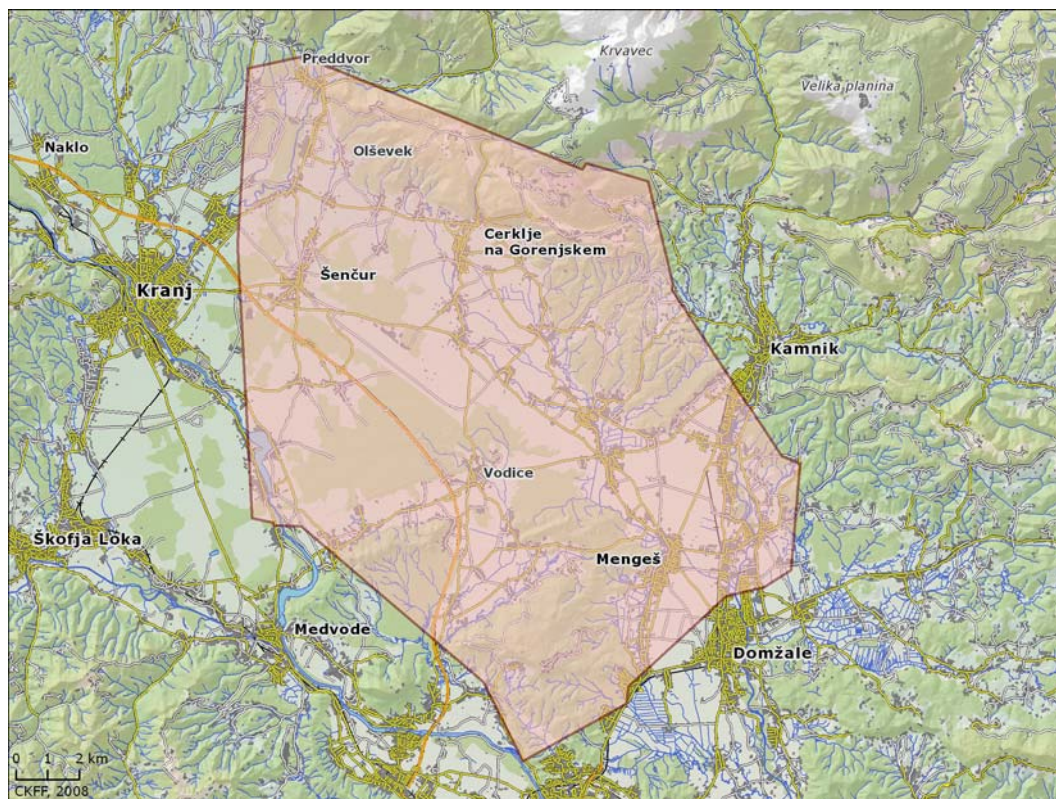 Krvavec
Preddvor
Velika planina
Naklo
Olševek
Cerklje
na Gorenjskem
Šenčur
Kranj
Kamnik
Vodice
Škofja Loka
Mengeš
Medvode
Domžale
0 1 2 km
CKFF, 2008